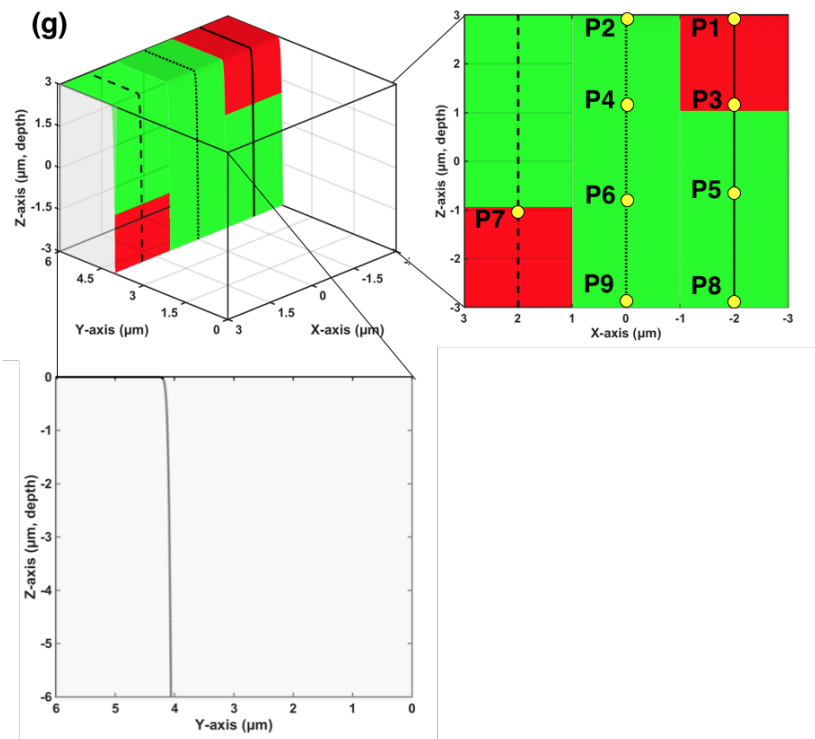 (g)
3
1.5
0
-1.5
-3
Z-axis (µm, depth)
6
4.5
3
1.5
0
Y-axis (µm)
3
1.5
0
-1.5
X-axis (µm)
3
2
1
0
-1
-2
-3
Z-axis (µm, depth)
P2
P1
P4
P3
P6
P5
P7
P9
P8
3
2
1
0
-1
-2
-3
X-axis (µm)
0
-1
-2
-3
-4
-5
-6
Z-axis (µm, depth)
6
5
4
3
2
1
0
Y-axis (µm)